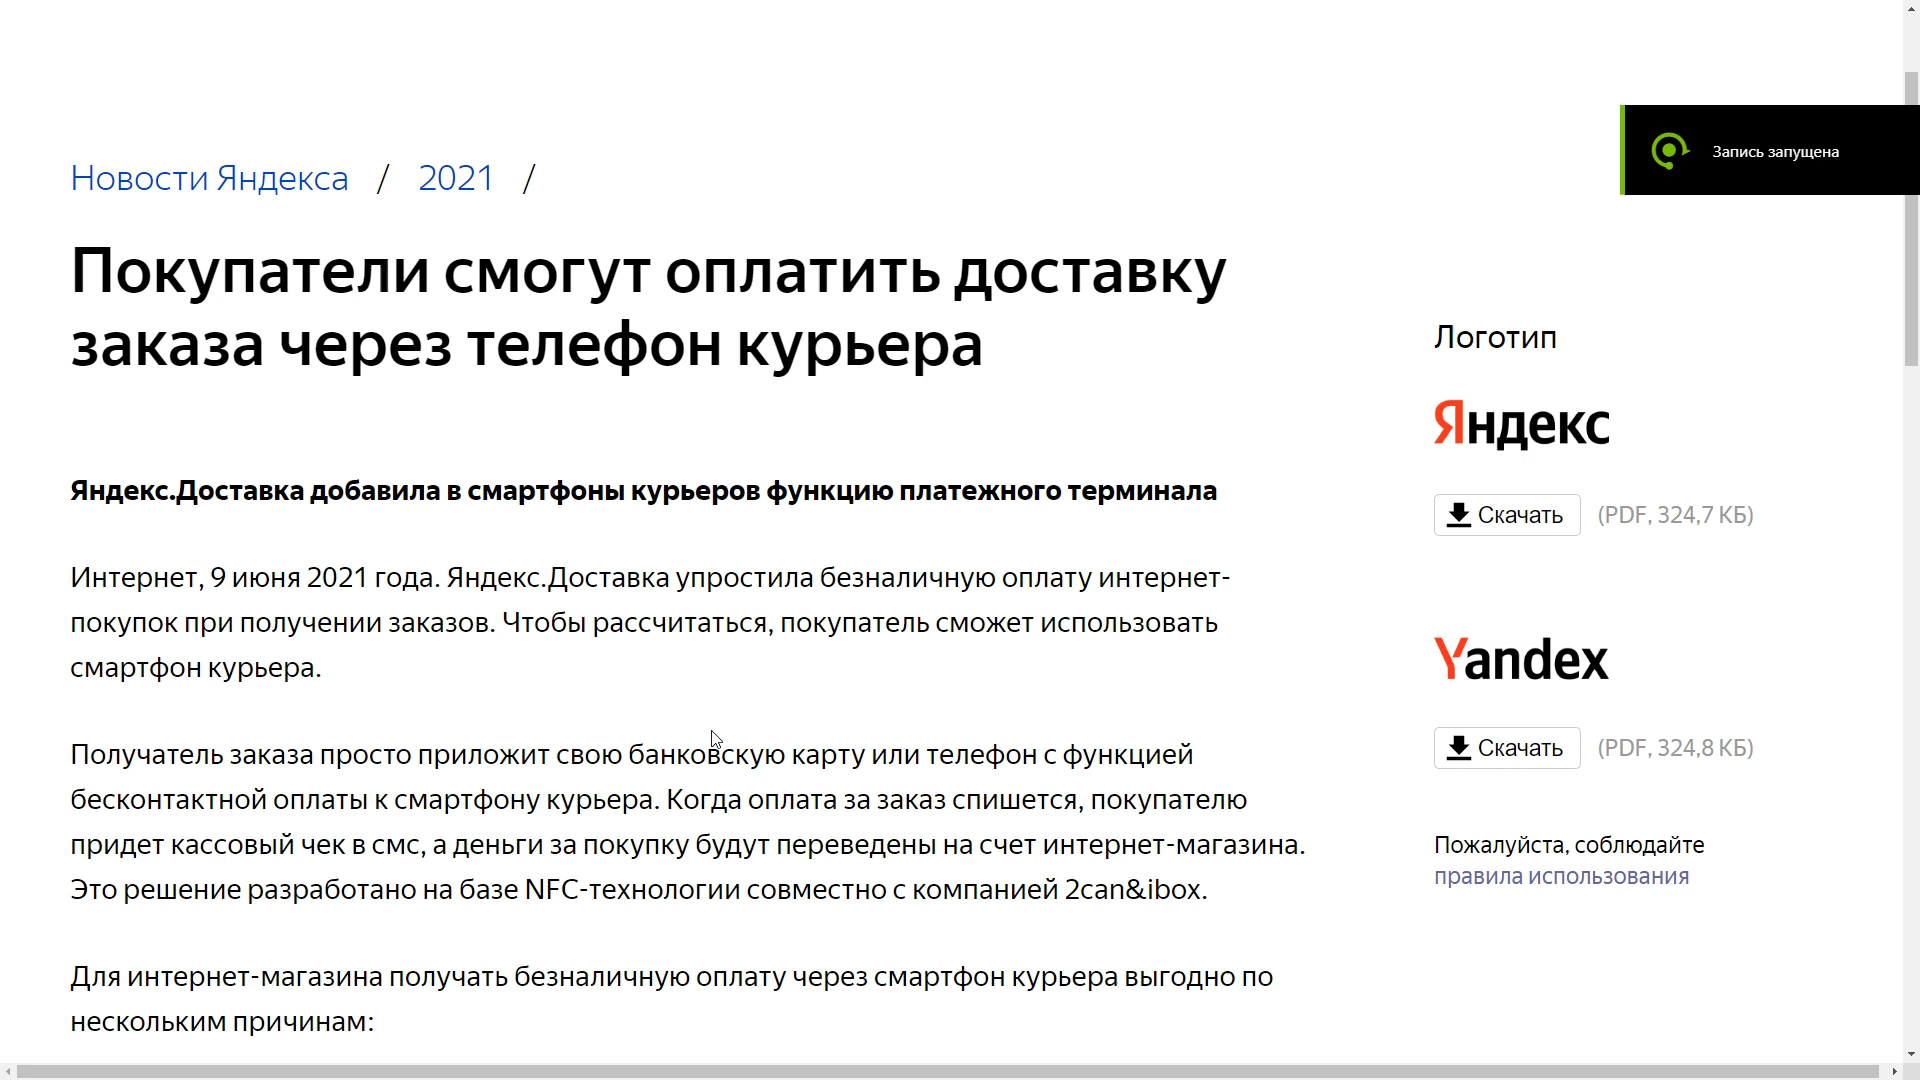 Запись запущена
Новости Яндекса / 2021 /
Покупатели смогут оплатить доставку
заказа через телефон курьера
Яндекс.Доставка добавила в смартфоны курьеров функцию платежного терминала
Интернет, 9 июня 2021 года. Яндекс.Доставка упростила безналичную оплату интернет-
покупок при получении заказов. Чтобы рассчитаться, покупатель сможет использовать
смартфон курьера.
Получатель заказа просто приложит свою банковскую карту или телефон с функцией
бесконтактной оплаты к смартфону курьера. Когда оплата за заказ спишется, покупателю
придет кассовый чек в смс, а деньги за покупку будут переведены на счет интернет-магазина.
Это решение разработано на базе NFC-технологии совместно с компанией 2can&ibox.
Для интернет-магазина получать безналичную оплату через смартфон курьера выгодно по
нескольким причинам:
Логотип
Яндекс
Скачать (PDF, 324,7 КБ)
Yandex
Скачать (PDF, 324,8 КБ)
Пожалуйста, соблюдайте
правила использования